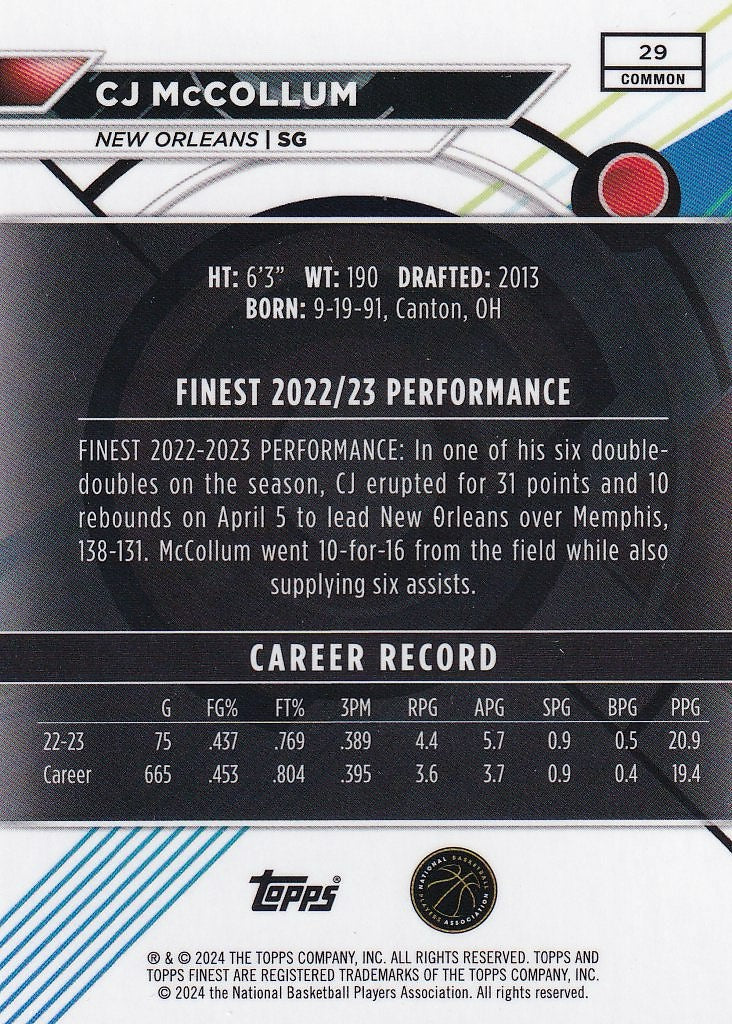 29
COMMON
CJ McCOLLUM
NEW ORLEANS | SG
HT: 6'3" WT: 190 DRAFTED: 2013
BORN: 9-19-91, Canton, OH
FINEST 2022/23 PERFORMANCE
FINEST 2022-2023 PERFORMANCE: In one of his six double-
doubles on the season, CJ erupted for 31 points and 10
rebounds on April 5 to lead New Orleans over Memphis,
138-131. McCollum went 10-for-16 from the field while also
supplying six assists.
CAREER RECORD
G FG% FT% 3PM RPG APG SPG BPG PPG
22-23 75 .437 .769 .389 4.4 5.7 0.9 0.5 20.9
Career 665 .453 .804 .395 3.6 3.7 0.9 0.4 19.4
Topps®
NATIONAL BASKETBALL
PLAYERS ASSOCIATION
® & © 2024 THE TOPPS COMPANY, INC. ALL RIGHTS RESERVED. TOPPS AND
TOPPS FINEST ARE REGISTERED TRADEMARKS OF THE TOPPS COMPANY, INC.
© 2024 the National Basketball Players Association. All rights reserved.